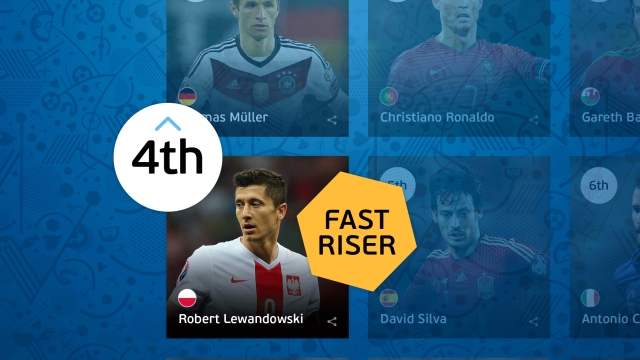 mas Müller
Christiano Ronaldo
Gareth Ba
4th
5th
6th
FAST
RISER
Robert Lewandowski
David Silva
Antonio C